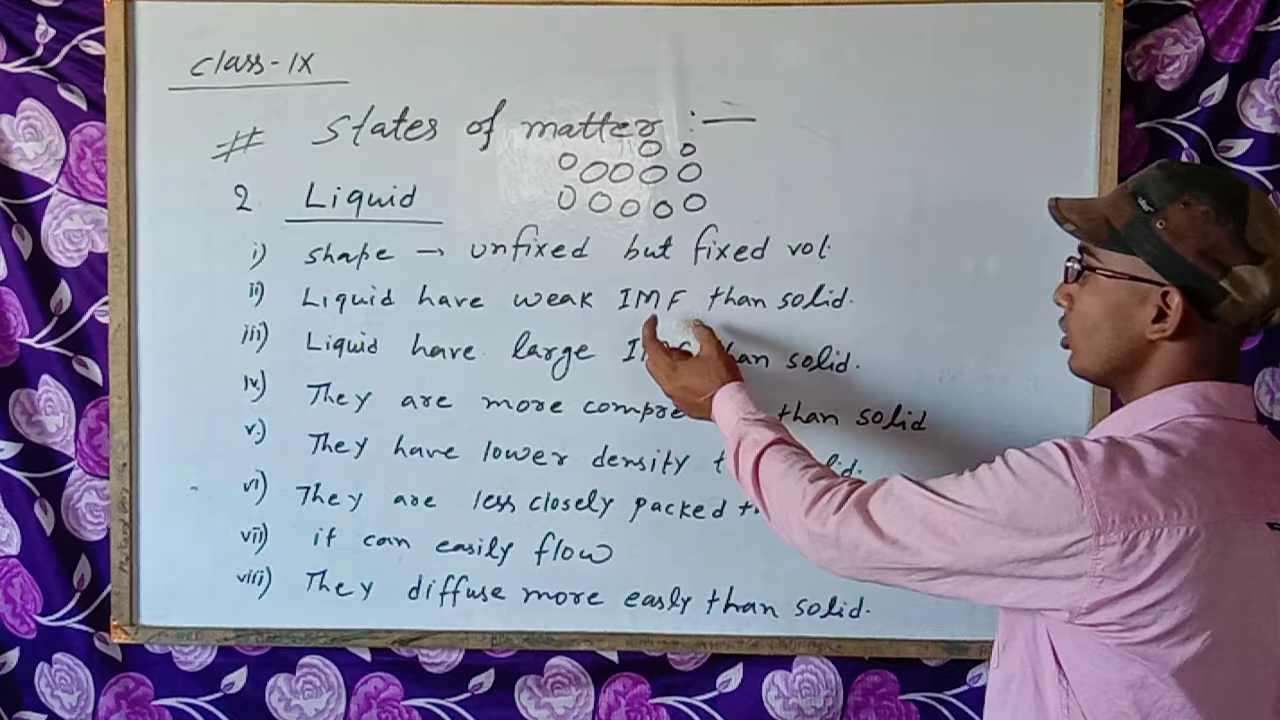 Class-IX
# States of matter :—
2 Liquid
i) shape → unfixed but fixed vol.
ii) Liquid have weak IMF than solid.
iii) Liquid have large than solid.
iv.) They are more than solid
v.) They have lower density
vi) They are less closely packed
vii) it can easily flow
viii) They diffuse more easly than solid.